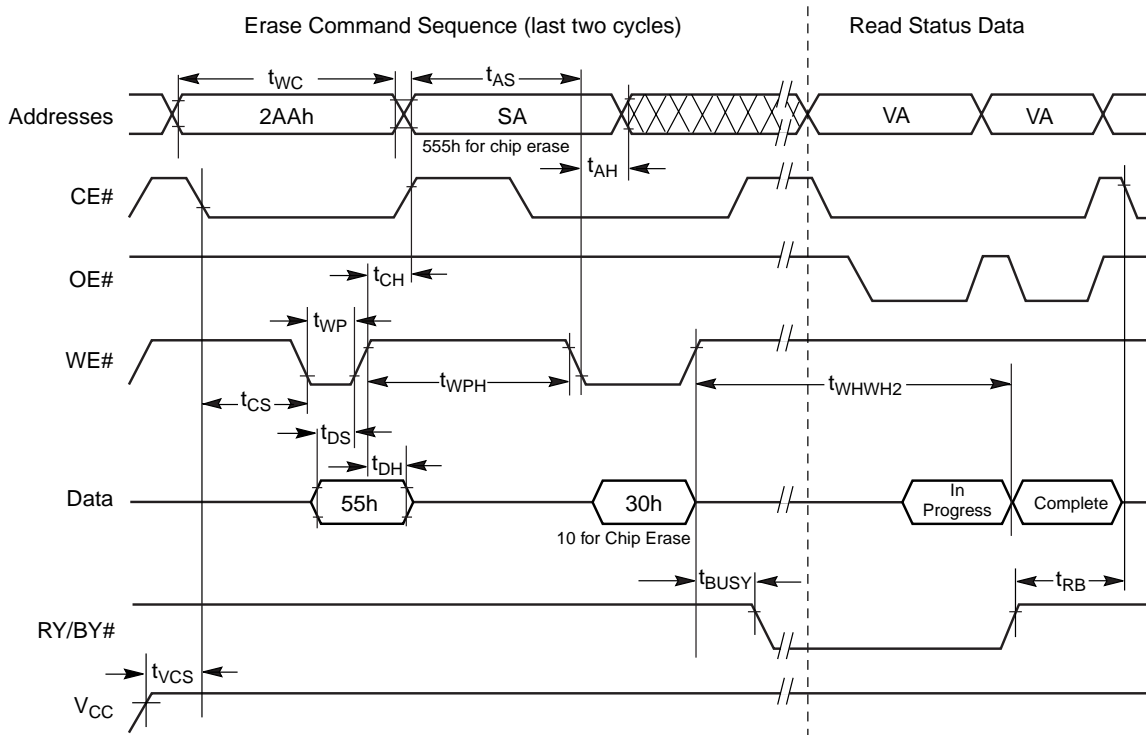 Erase Command Sequence (last two cycles)
Read Status Data
tWC
tAS
Addresses
2AAh
SA
VA
VA
555h for chip erase
tAH
CE#
OE#
tCH
tWP
WE#
tWPH
tWHWH2
tCS
tDS
tDH
Data
55h
30h
In
Progress
Complete
10 for Chip Erase
tBUSY
tRB
RY/BY#
tVCS
VCC